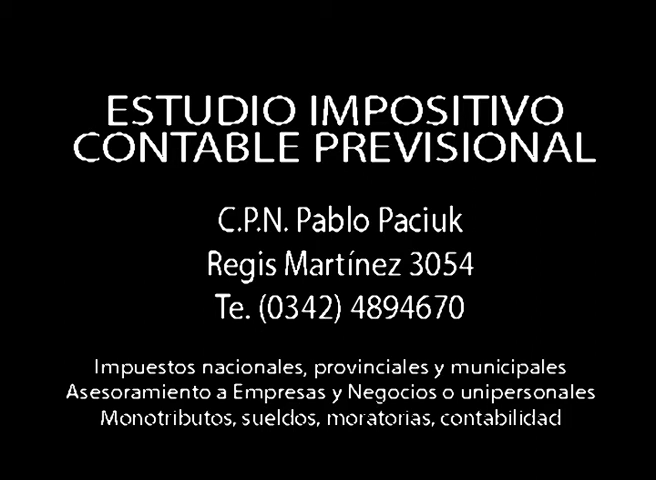 ESTUDIO IMPOSITIVO
CONTABLE PREVISIONAL
C.P.N. Pablo Paciuk
Regis Martínez 3054
Te. (0342) 4894670
Impuestos nacionales, provinciales y municipales
Asesoramiento a Empresas y Negocios o unipersonales
Monotributos, sueldos, moratorias, contabilidad